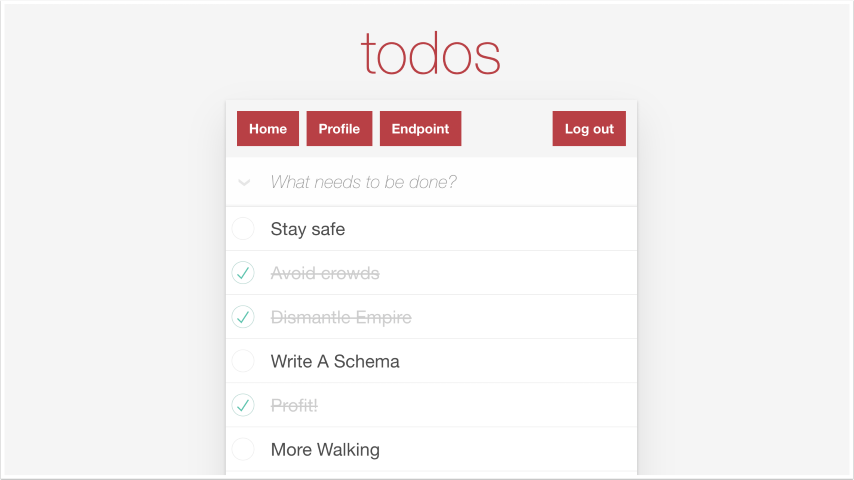 todos
Home Profile Endpoint Log out
What needs to be done?
Stay safe
Avoid crowds
Dismantle Empire
Write A Schema
Profit!
More Walking